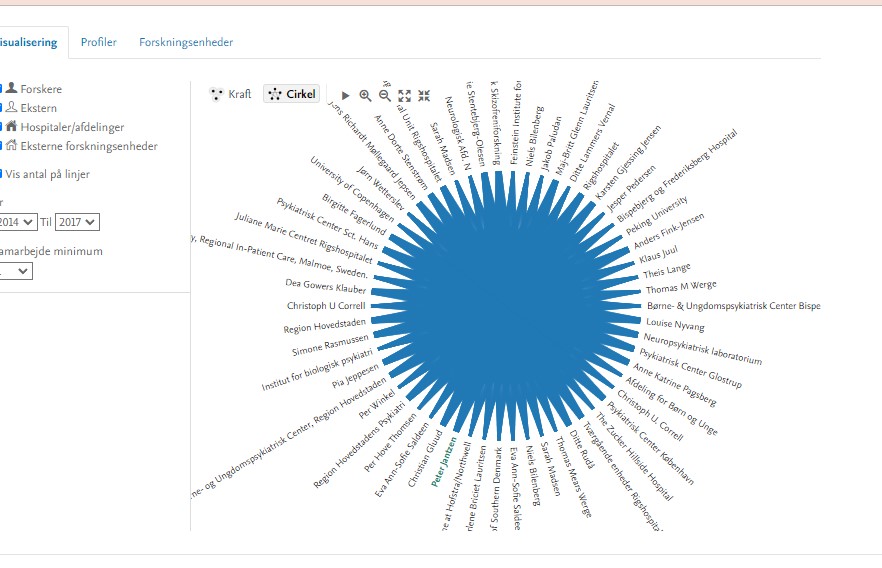 isualisering
Profiler
Forskningsenheder
Forskere
Ekstern
Hospitaler/afdelinger
Eksterne forskningsenheder
Vis antal på linjer
r
2014 Til 2017
amarbejde minimum
Kraft
Cirkel
k Skizofreniforskning
Feinstein Institute for
Niels Bilenberg
Jakob Paludan
Maj-Britt Glenn Lauritsen
Ditte Lammers Vernal
Rigshospitalet
Karsten Gjessing Jensen
Jesper Pedersen
Bispebjerg og Frederiksberg Hospital
Peking University
Anders Fink-Jensen
Klaus Juul
Theis Lange
Thomas M Werge
Børne- & Ungdomspsykiatrisk Center Bispe
Louise Nyvang
Neuropsykiatrisk laboratorium
Psykiatrisk Center Glostrup
Anne Katrine Pagsberg
Afdeling for Børn og Unge
Christoph U. Correll
Psykiatrisk Center København
The Zucker Hillside Hospital
Tværgående enheder Rigshospita
Ditte Rudå
Thomas Mears Werge
Sarah Madsen
Niels Bilenberg
Eva Ann-Sofie Saldee
of Southern Denmark
lene Bricet Lauritsen
ne at Hofstra/Northwell
Peter Jantzen
Christian Gluud
Eva Ann-Sofie Saldeen
Per Hove Thomsen
Region Hovedstadens Psykiatri
Per Winkel
ne- og Ungdomspsykiatrisk Center, Region Hovedstaden
Pia Jeppesen
Institut for biologisk psykiatri
Simone Rasmussen
Region Hovedstaden
Christoph U Correll
Dea Gowers Klauber
y, Regional In-Patient Care, Malmoe, Sweden.
Juliane Marie Centret Rigshospitalet
Psykiatrisk Center Sct. Hans
Birgitte Fagerlund
University of Copenhagen
Jørn Wetterslev
Jens Richardt Møllegaard Jepsen
Anne Dorte Stenstrøm
al Unit Rigshospitalet
Sarah Madsen
Neurologisk Afd. N
ie Stentebjerg-Olesen